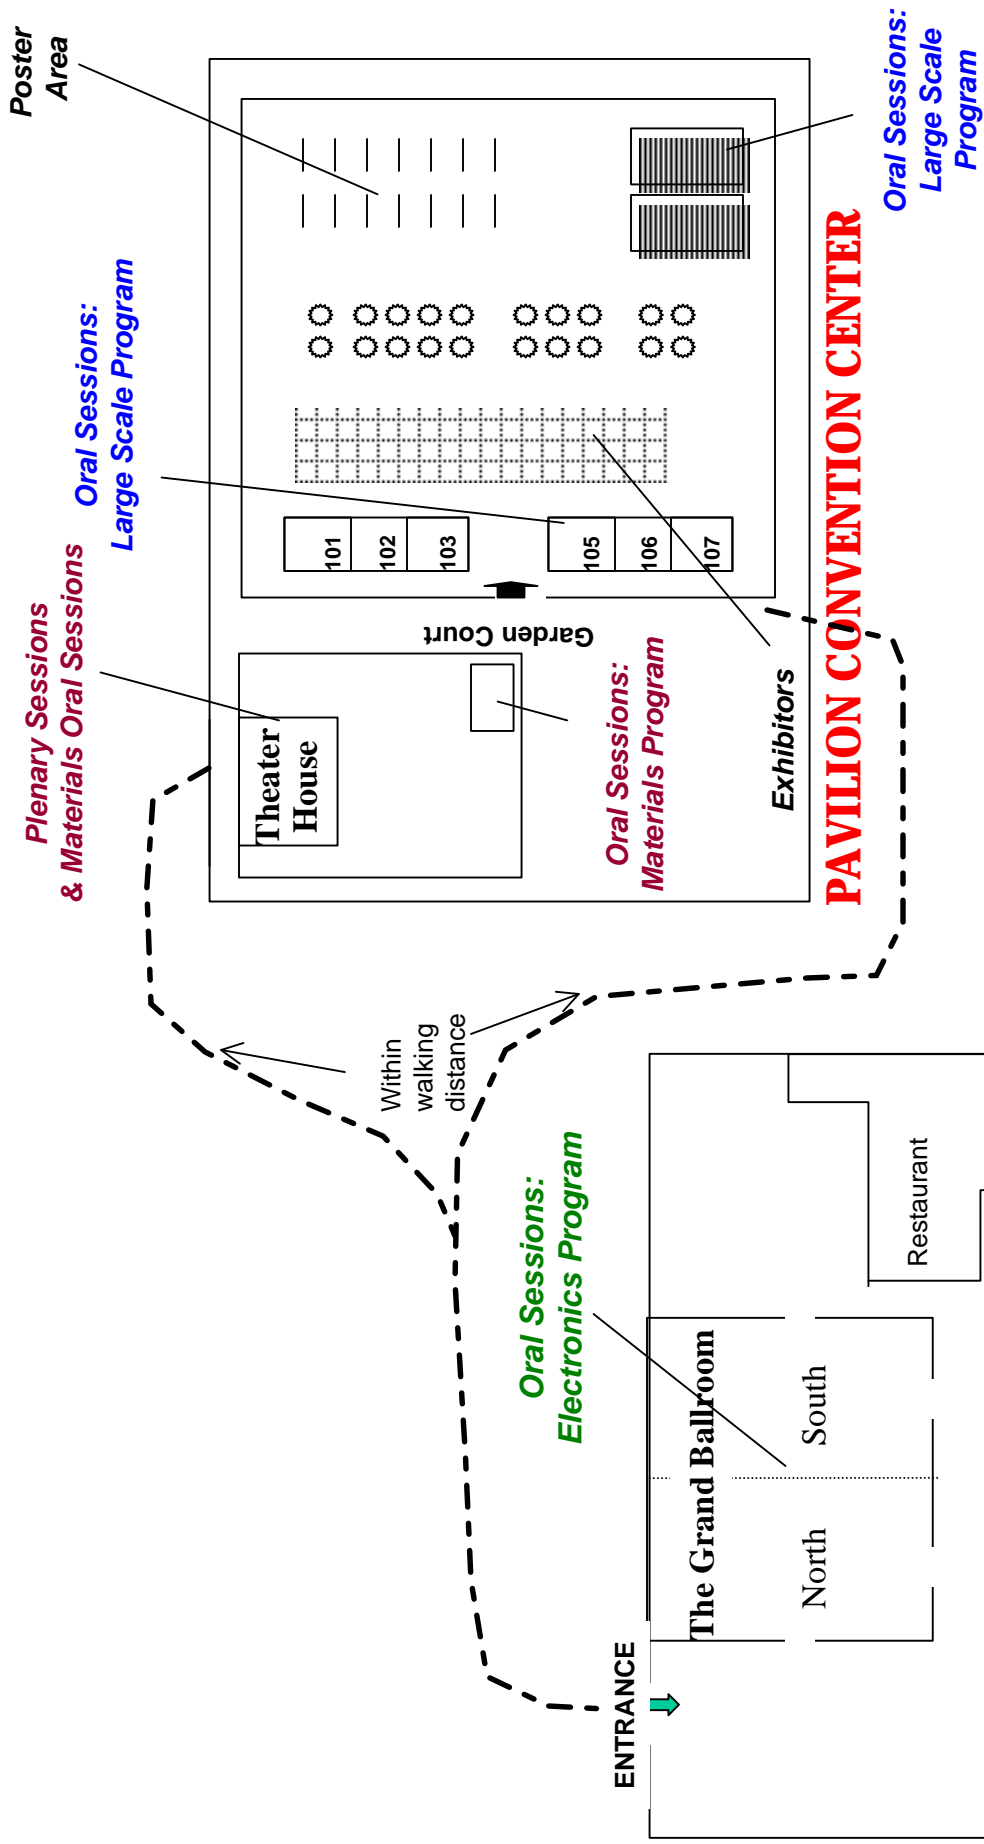 Poster
Area
Oral Sessions:
Large Scale Program
Plenary Sessions
& Materials Oral Sessions
Theater
House
101
102
103
105
106
107
Garden Court
Oral Sessions:
Materials Program
Exhibitors
PAVILION CONVENTION CENTER
Oral Sessions:
Large Scale
Program
Within
walking
distance
Oral Sessions:
Electronics Program
The Grand Ballroom
North
South
Restaurant
ENTRANCE